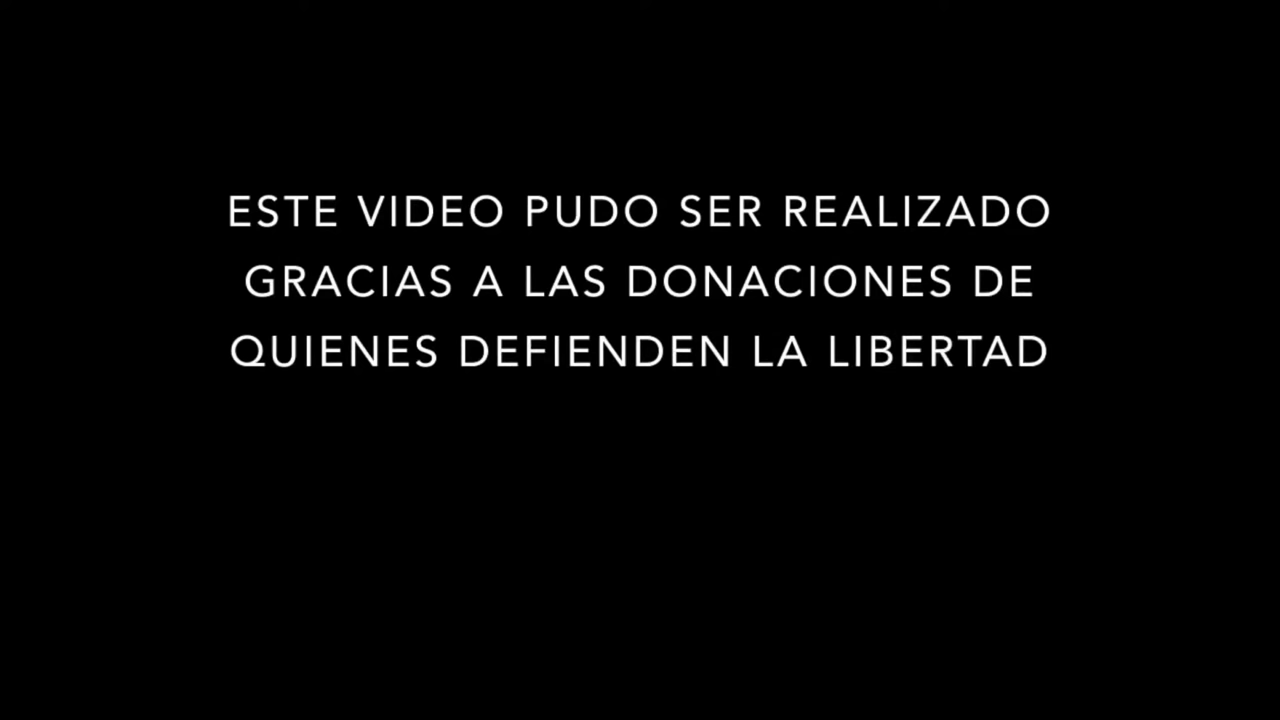 ESTE VIDEO PUDO SER REALIZADO
GRACIAS A LAS DONACIONES DE
QUIENES DEFIENDEN LA LIBERTAD